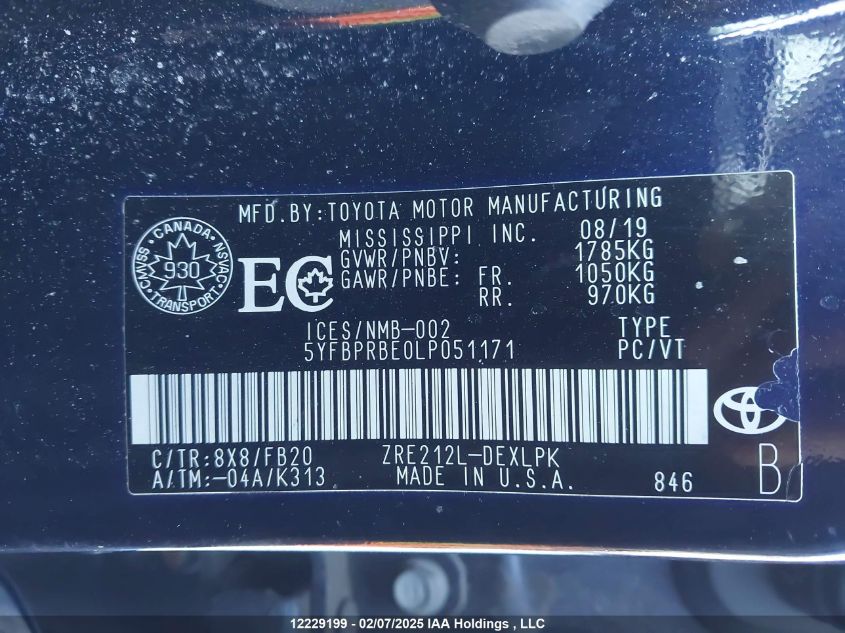 MFD.BY:TOYOTA MOTOR MANUFACTURING
MISSISSIPPI INC. 08/19
GVWR/PNBV: 1785KG
GAWR/PNBE: FR. 1050KG
RR. 970KG
CANADA
CMVSS 930 NSVAC
TRANSPORT
EC
ICES/NMB-002 TYPE
5YFBPRBE0LP051171 PC/VT
C/TR:8X8/FB20 ZRE212L-DEXLPK
A/TM:-04A/K313 MADE IN U.S.A. 846 B
12229199 - 02/07/2025 IAA Holdings , LLC